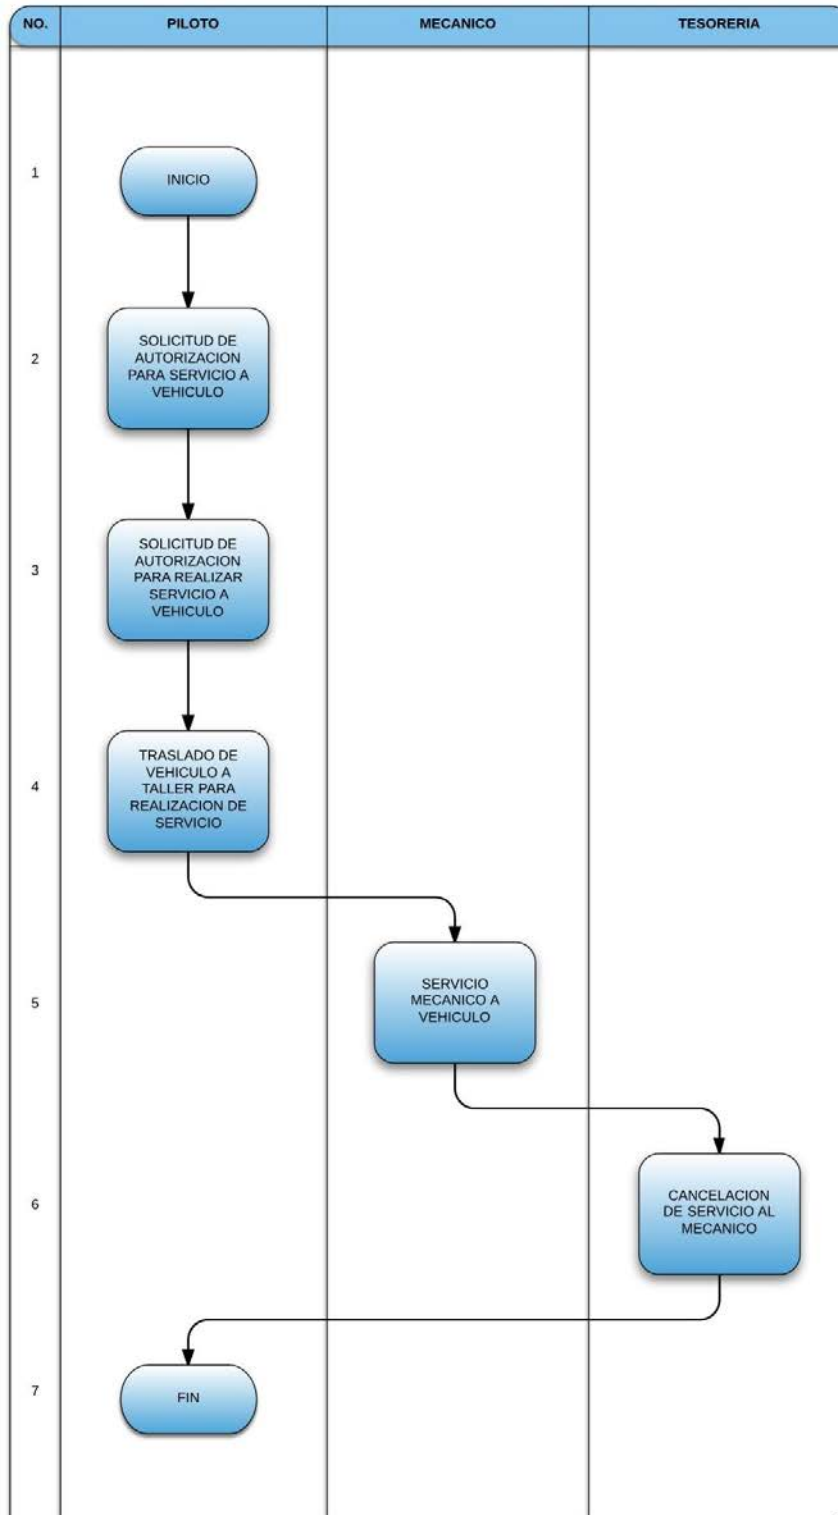 NO. PILOTO MECANICO TESORERIA
1
INICIO
2
SOLICITUD DE
AUTORIZACION
PARA SERVICIO A
VEHICULO
3
SOLICITUD DE
AUTORIZACION
PARA REALIZAR
SERVICIO A
VEHICULO
4
TRASLADO DE
VEHICULO A
TALLER PARA
REALIZACION DE
SERVICIO
5
SERVICIO
MECANICO A
VEHICULO
6
CANCELACION
DE SERVICIO AL
MECANICO
7
FIN